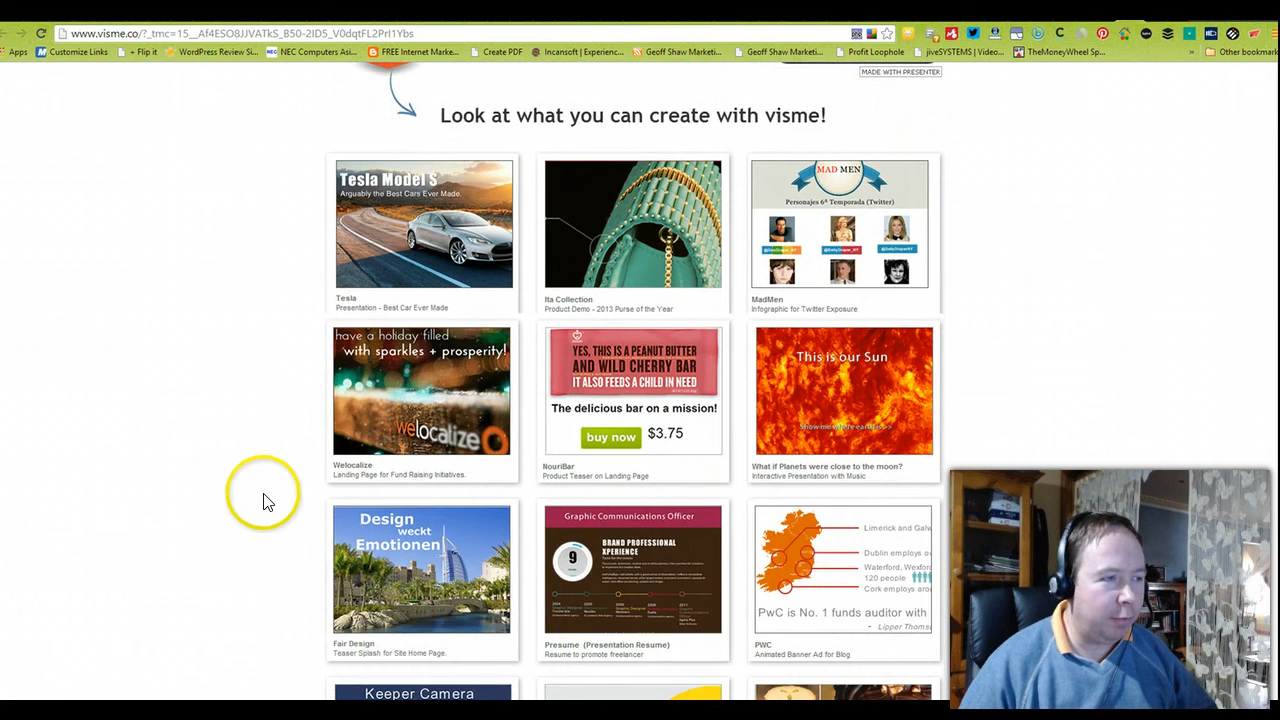 www.visme.co/?_tmc=15__Af4ESO8JJVATkS_B50-2ID5_V0dqtFL2PrI1Ybs
Apps
Customize Links
+ Flip it
WordPress Review Si...
NEC Computers Asi...
FREE Internet Marke...
Create PDF
Incansoft | Experienc...
Geoff Shaw Marketi...
Geoff Shaw Marketi...
Profit Loophole
jiveSYSTEMS | Video...
TheMoneyWheel Sp...
»
Other bookmark
MADE WITH PRESENTER
Look at what you can create with visme!
Tesla Model S
Arguably the Best Cars Ever Made.
Tesla
Presentation - Best Car Ever Made
Ita Collection
Product Demo - 2013 Purse of the Year
MAD MEN
Personajes 6ª Temporada (Twitter)
MadMen
Infographic for Twitter Exposure
have a holiday filled
with sparkles + prosperity!
welocalize
Welocalize
Landing Page for Fund Raising Initiatives.
YES, THIS IS A PEANUT BUTTER
AND WILD CHERRY BAR
IT ALSO FEEDS A CHILD IN NEED
The delicious bar on a mission!
buy now $3.75
NouriBar
Product Teaser on Landing Page
This is our Sun
What if Planets were close to the moon?
Interactive Presentation with Music
Design
weckt
Emotionen
Fair Design
Teaser Splash for Site Home Page.
Graphic Communications Officer
9
BRAND PROFESSIONAL
XPERIENCE
Presume (Presentation Resume)
Resume to promote freelancer
Limerick and Galw
Dublin employs ov
Waterford, Wexford
120 people
Cork employs aro
PwC is No. 1 funds auditor with
- Lipper Thoms
PWC
Animated Banner Ad for Blog
Keeper Camera